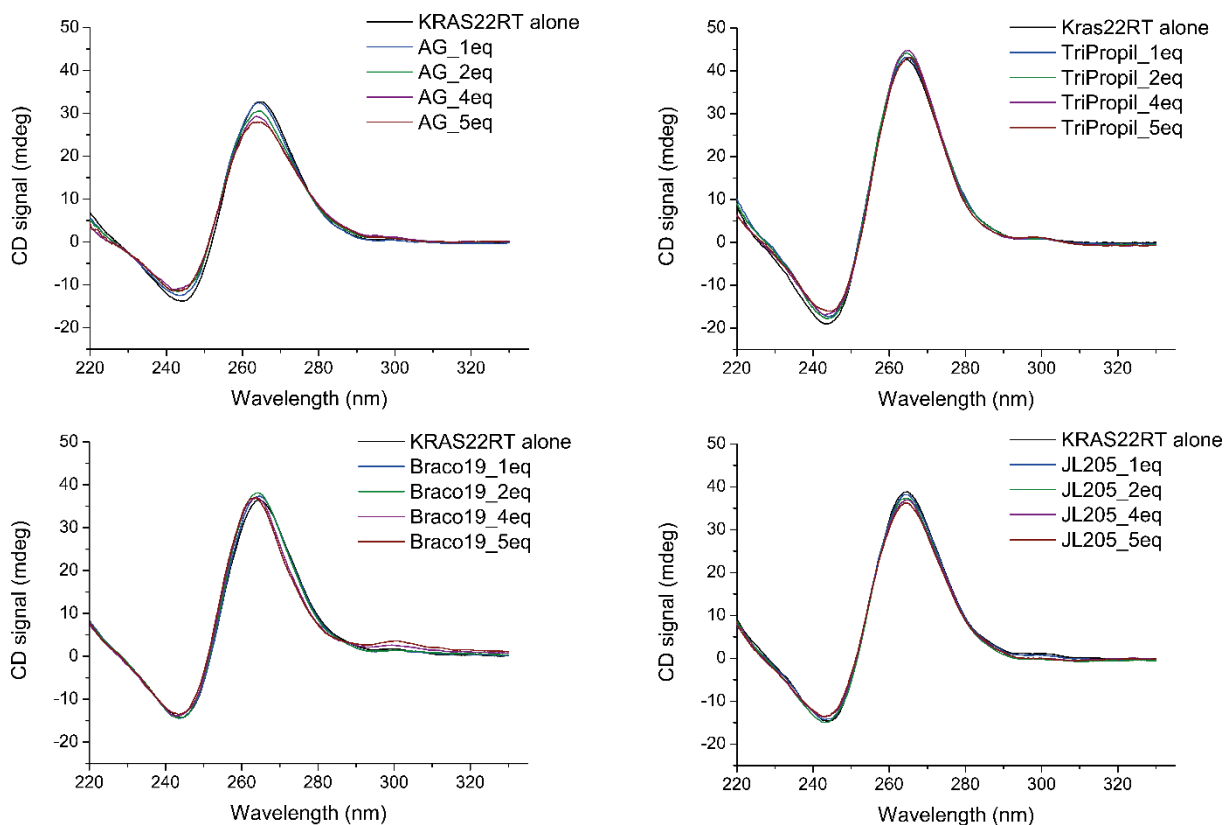 KRAS22RT alone
AG_1eq
AG_2eq
AG_4eq
AG_5eq
50
40
30
20
10
0
-10
-20
CD signal (mdeg)
220 240 260 280 300 320
Wavelength (nm)
Kras22RT alone
TriPropil_1eq
TriPropil_2eq
TriPropil_4eq
TriPropil_5eq
50
40
30
20
10
0
-10
-20
CD signal (mdeg)
220 240 260 280 300 320
Wavelength (nm)
KRAS22RT alone
Braco19_1eq
Braco19_2eq
Braco19_4eq
Braco19_5eq
50
40
30
20
10
0
-10
-20
CD signal (mdeg)
220 240 260 280 300 320
Wavelength (nm)
KRAS22RT alone
JL205_1eq
JL205_2eq
JL205_4eq
JL205_5eq
50
40
30
20
10
0
-10
-20
CD signal (mdeg)
220 240 260 280 300 320
Wavelength (nm)